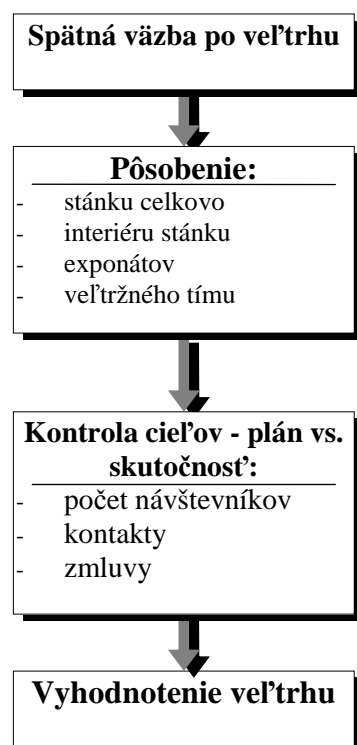 Spätná väzba po veľtrhu
Pôsobenie:
- stánku celkovo
- interiéru stánku
- exponátov
- veľtržného tímu
Kontrola cieľov - plán vs.
skutočnosť:
- počet návštevníkov
- kontakty
- zmluvy
Vyhodnotenie veľtrhu